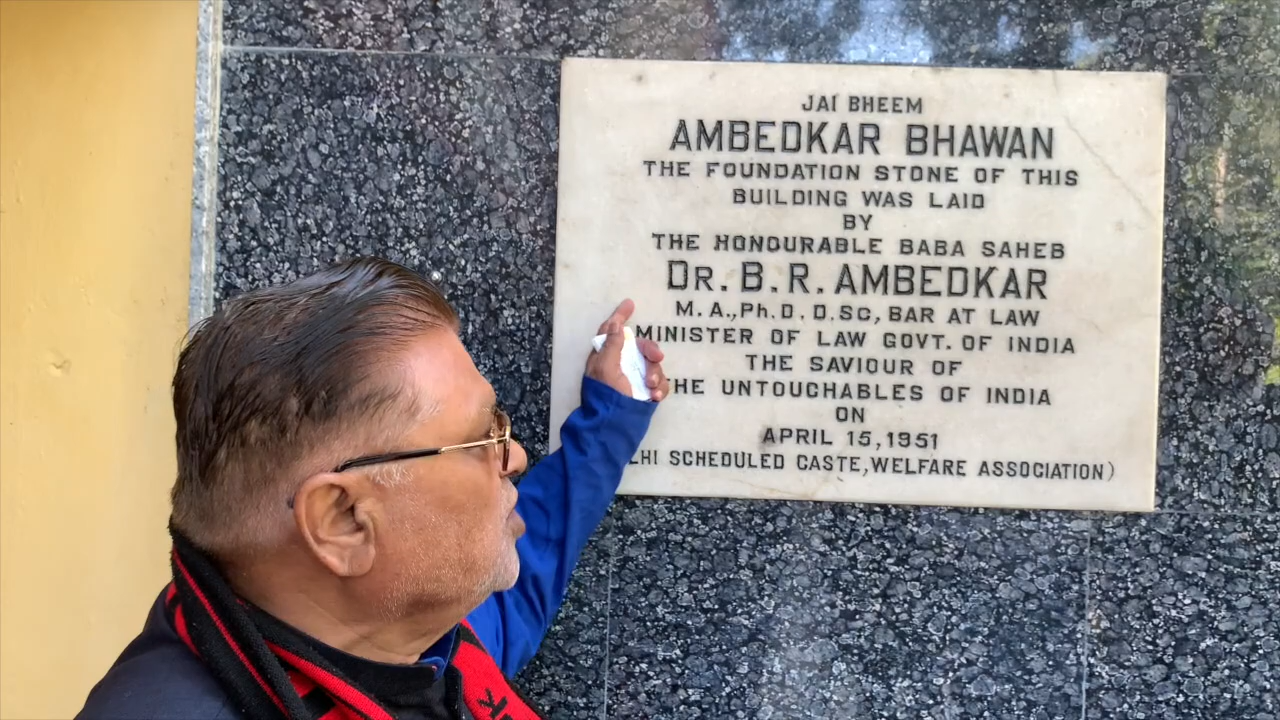 JAI BHEEM
AMBEDKAR BHAWAN
THE FOUNDATION STONE OF THIS
BUILDING WAS LAID
BY
THE HONOURABLE BABA SAHEB
DR. B. R. AMBEDKAR
M. A., Ph. D. D. SC, BAR AT LAW
MINISTER OF LAW GOVT. OF INDIA
THE SAVIOUR OF
HE UNTOUCHABLES OF INDIA
ON
APRIL 15, 1951
LHI SCHEDULED CASTE, WELFARE ASSOCIATION)